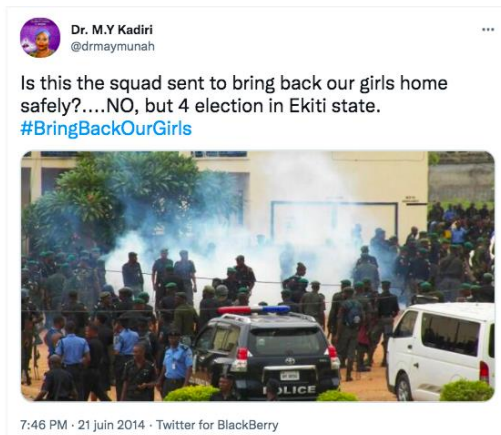 Dr. M.Y Kadiri
@drmaymunah
Is this the squad sent to bring back our girls home
safely?....NO, but 4 election in Ekiti state.
#BringBackOurGirls
POLICE
7:46 PM · 21 juin 2014 · Twitter for BlackBerry